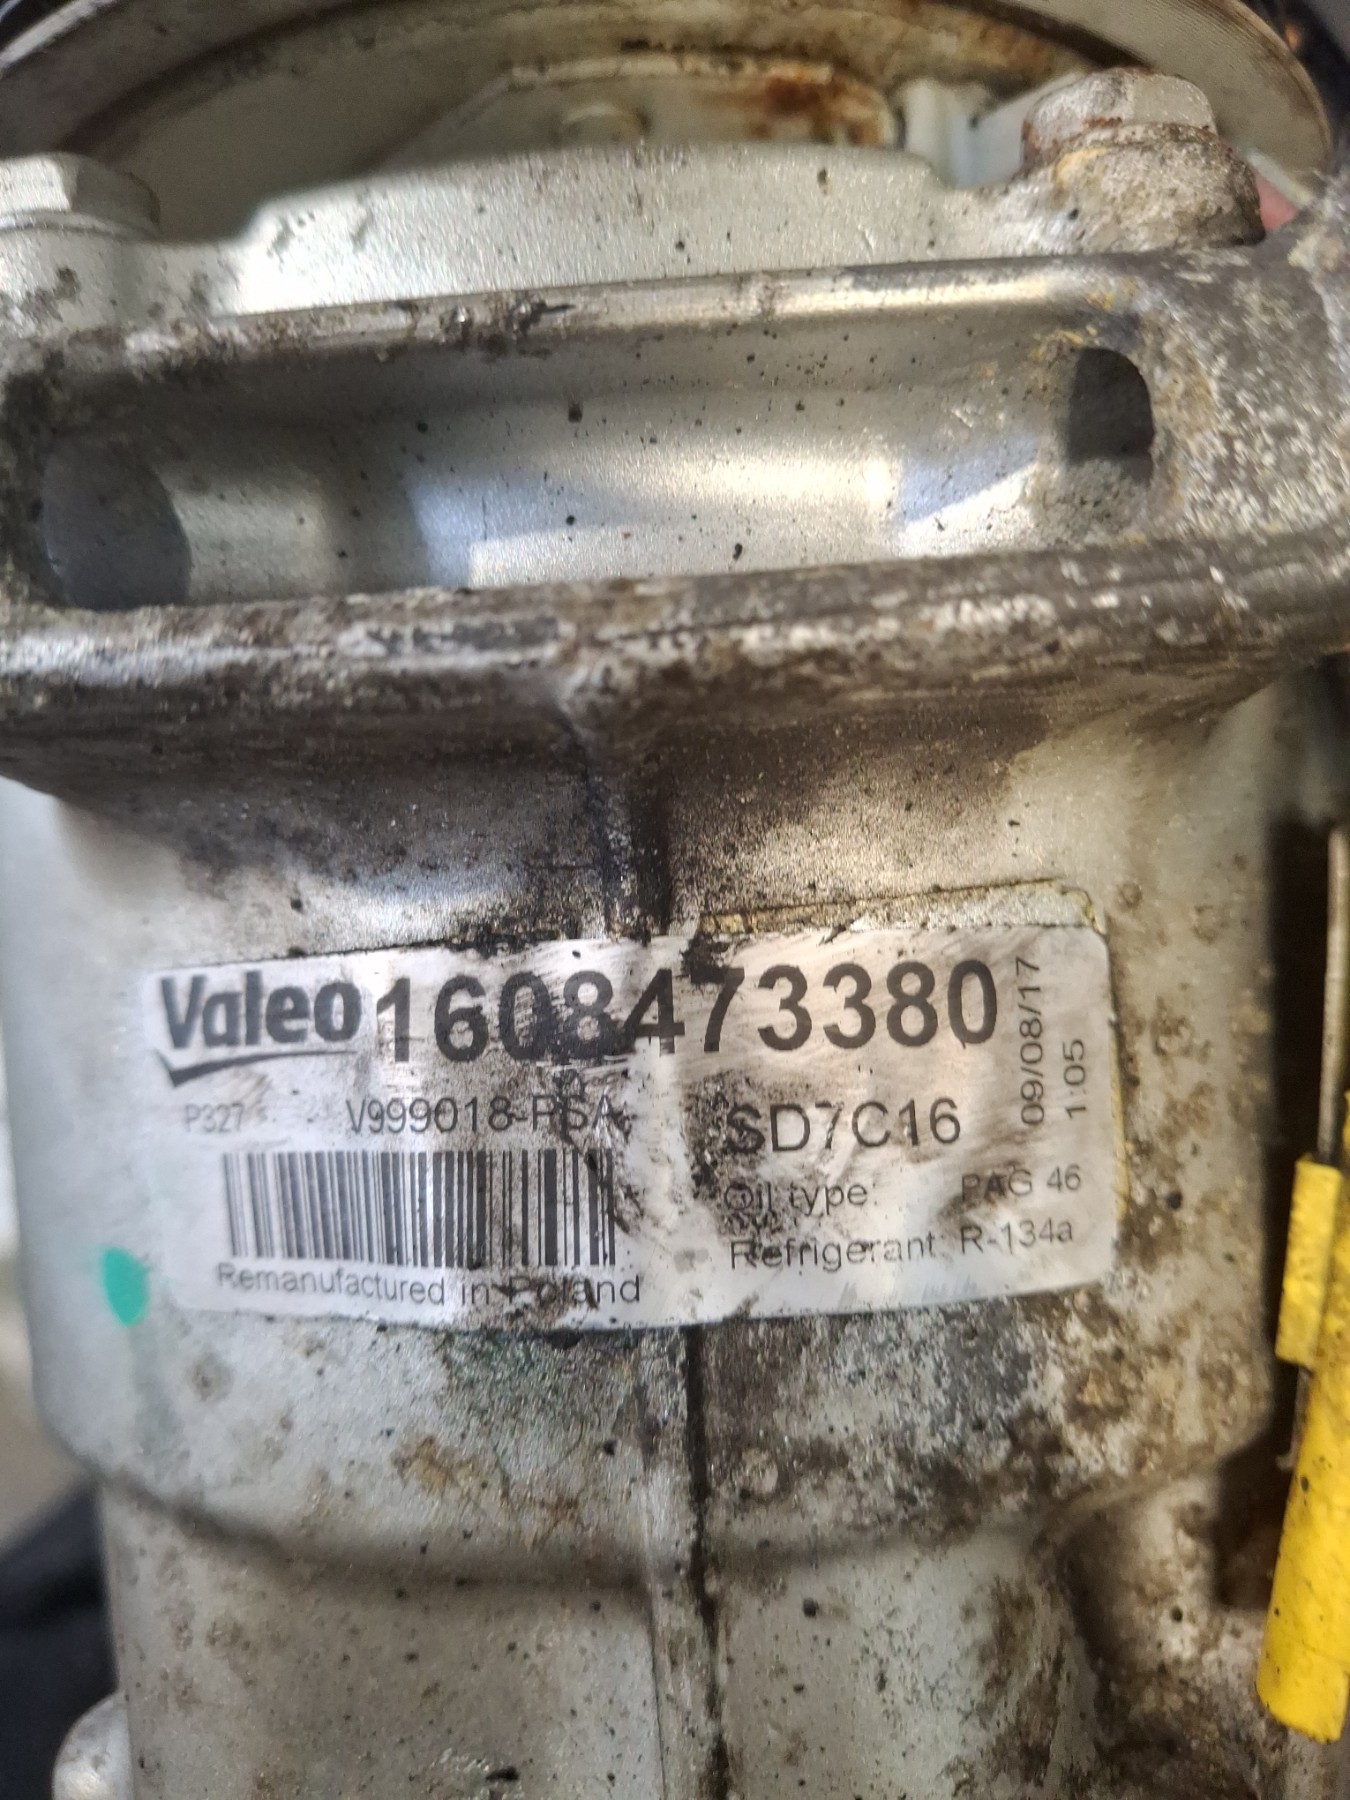 Valeo 1608473380
09/08/17
1:05
P327 V999018-PSA SD7C16
Oil type: PAG 46
Refrigerant: R-134a
Remanufactured in Poland